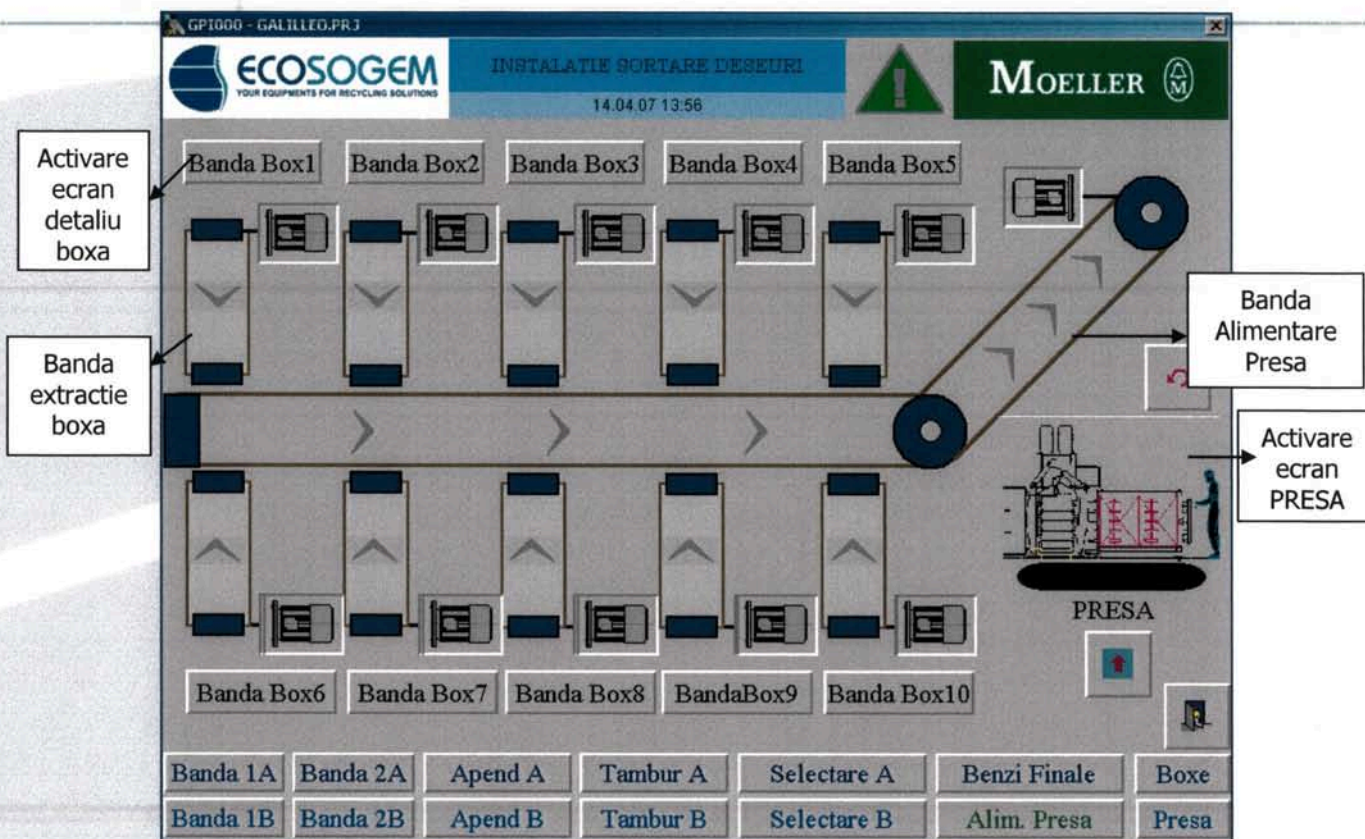 GPI000 - GALILLEO.PRJ
ECOSOGEM
YOUR EQUIPMENTS FOR RECYCLING SOLUTIONS
INSTALATIE SORTARE DESEURI
14.04.07 13:56
MOELLER
M
Activare
ecran
detaliu
boxa
Banda Box1
Banda Box2
Banda Box3
Banda Box4
Banda Box5
Banda
extractie
boxa
Banda
Alimentare
Presa
Activare
ecran
PRESA
PRESA
Banda Box6
Banda Box7
Banda Box8
BandaBox9
Banda Box10
Banda 1A
Banda 2A
Apend A
Tambur A
Selectare A
Benzi Finale
Boxe
Banda 1B
Banda 2B
Apend B
Tambur B
Selectare B
Alim. Presa
Presa